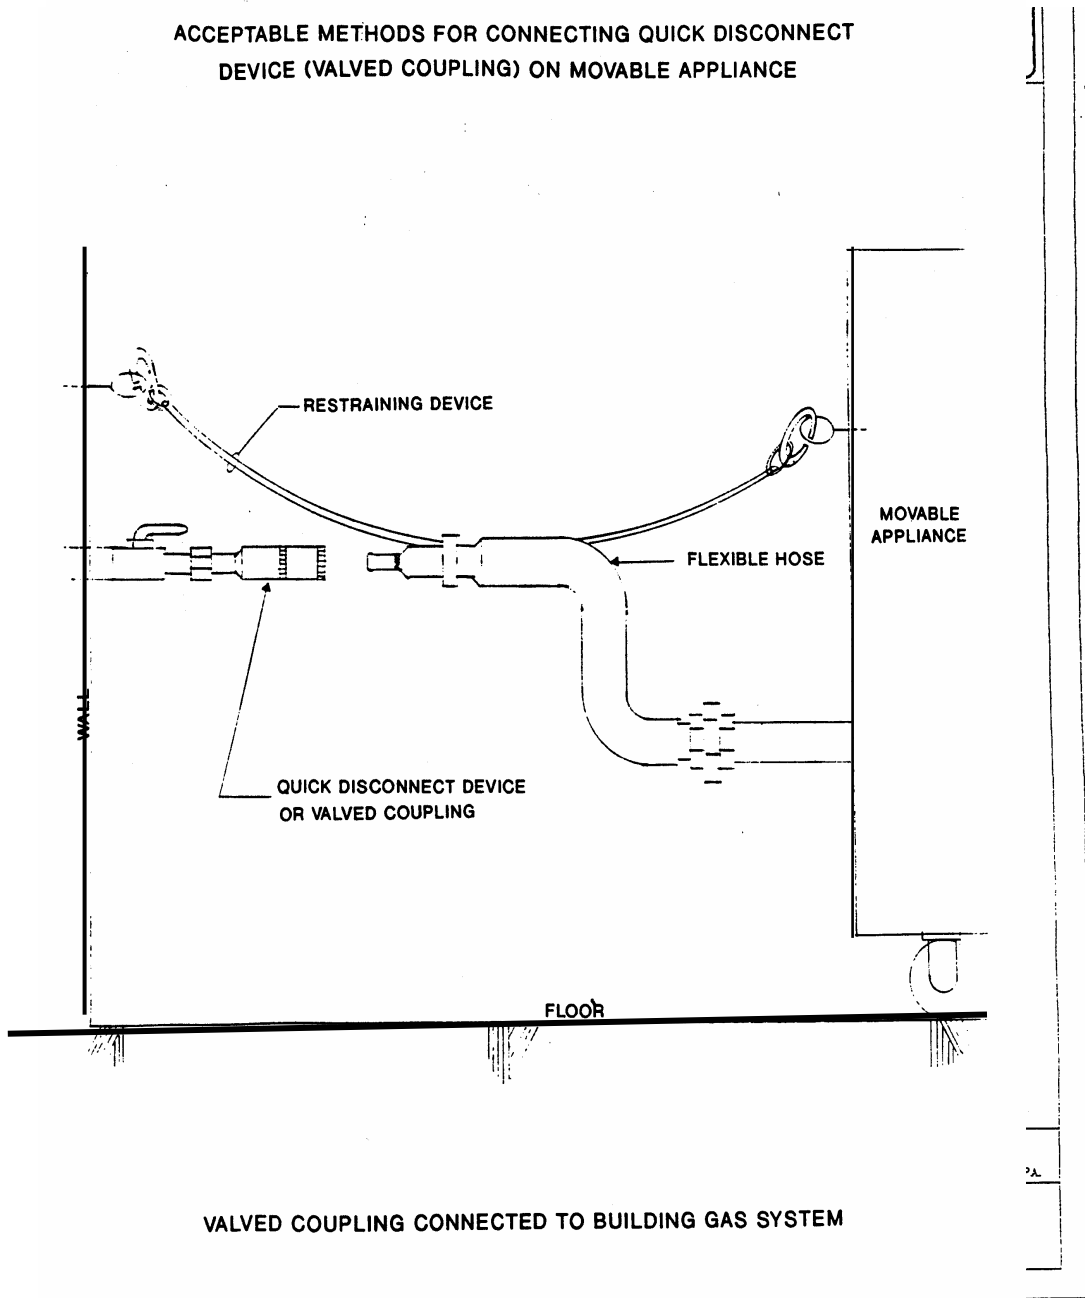 ACCEPTABLE METHODS FOR CONNECTING QUICK DISCONNECT
DEVICE (VALVED COUPLING) ON MOVABLE APPLIANCE
RESTRAINING DEVICE
MOVABLE
APPLIANCE
FLEXIBLE HOSE
WALL
QUICK DISCONNECT DEVICE
OR VALVED COUPLING
FLOOR
VALVED COUPLING CONNECTED TO BUILDING GAS SYSTEM